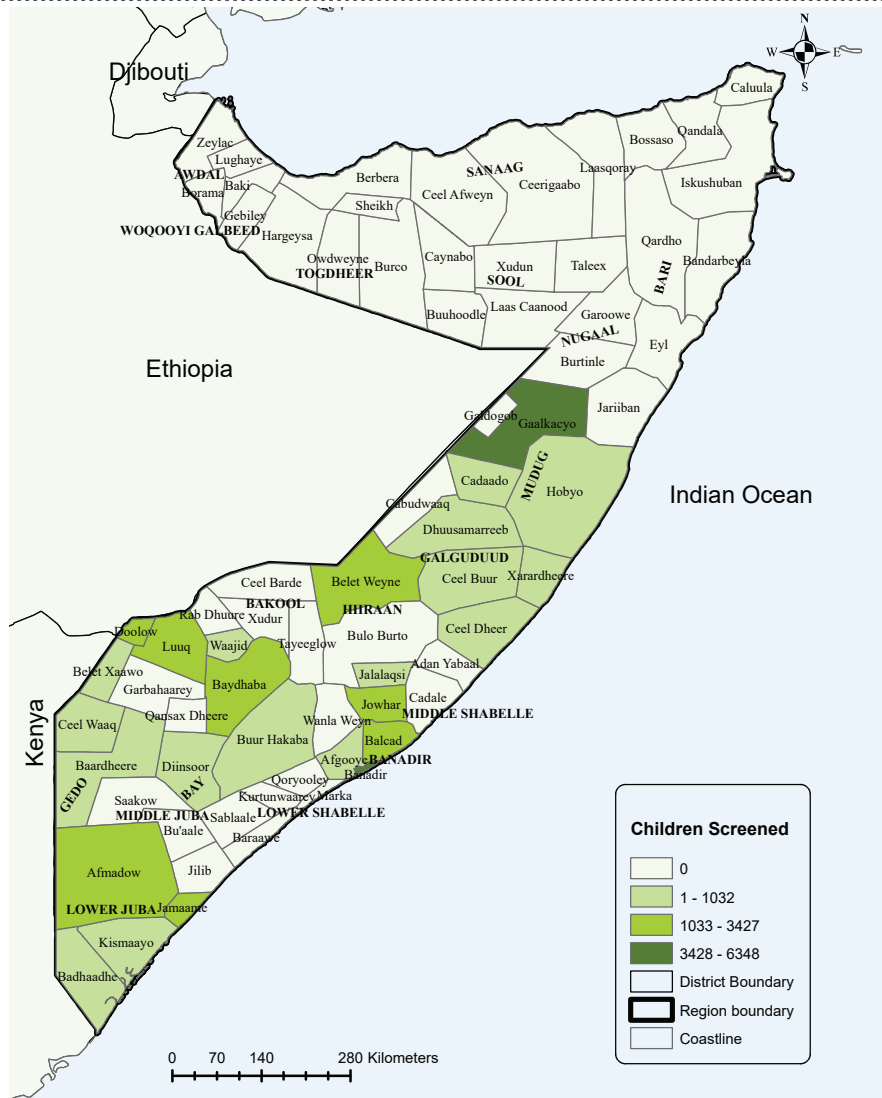 N
W
E
S
Djibouti
Caluula
Zeylac
Bossaso
Qandala
Lughaye
SANAAG
Laasqoray
AWDAL
Baki
Berbera
Ceerigaabo
Iskushuban
Borama
Ceel Afweyn
Sheikh
Gebiley
WOQOOYI GALBEED
Hargeysa
Qardho
Owdweyne
Caynabo
Bandarbeyla
TOGDHEER
Burco
Xudun
Taleex
BARI
SOOL
Buuhoodle
Laas Caanood
Garoowe
NUGAAL
Eyl
Ethiopia
Burtinle
Galdogob
Gaalkacyo
Jariiban
MUDUG
Cadaado
Hobyo
Indian Ocean
Cabudwaaq
Dhuusamarreeb
GALGUDUUD
Ceel Barde
Belet Weyne
Ceel Buur
Xarardheere
BAKOOL
HIIRAAN
Rab Dhuure
Xudur
Doolow
Luuq
Waajid
Tayeeglow
Bulo Burto
Ceel Dheer
Belet Xaawo
Adan Yabaal
Garbahaarey
Baydhaba
Jalalaqsi
Cadale
Qansax Dheere
Jowhar
MIDDLE SHABELLE
Kenya
Ceel Waaq
Wanla Weyn
Buur Hakaba
Balcad
Baardheere
Diinsoor
Afgooye
BANADIR
Banadir
GEDO
BAY
Qoryooley
Saakow
Kurtunwaarey
Marka
MIDDLE JUBA
Sablaale
LOWER SHABELLE
Bu'aale
Baraawe
Afmadow
Jilib
LOWER JUBA
Jamaame
Kismaayo
Badhaadhe
Children Screened
0
1 - 1032
1033 - 3427
3428 - 6348
District Boundary
Region boundary
Coastline
0 70 140 280 Kilometers